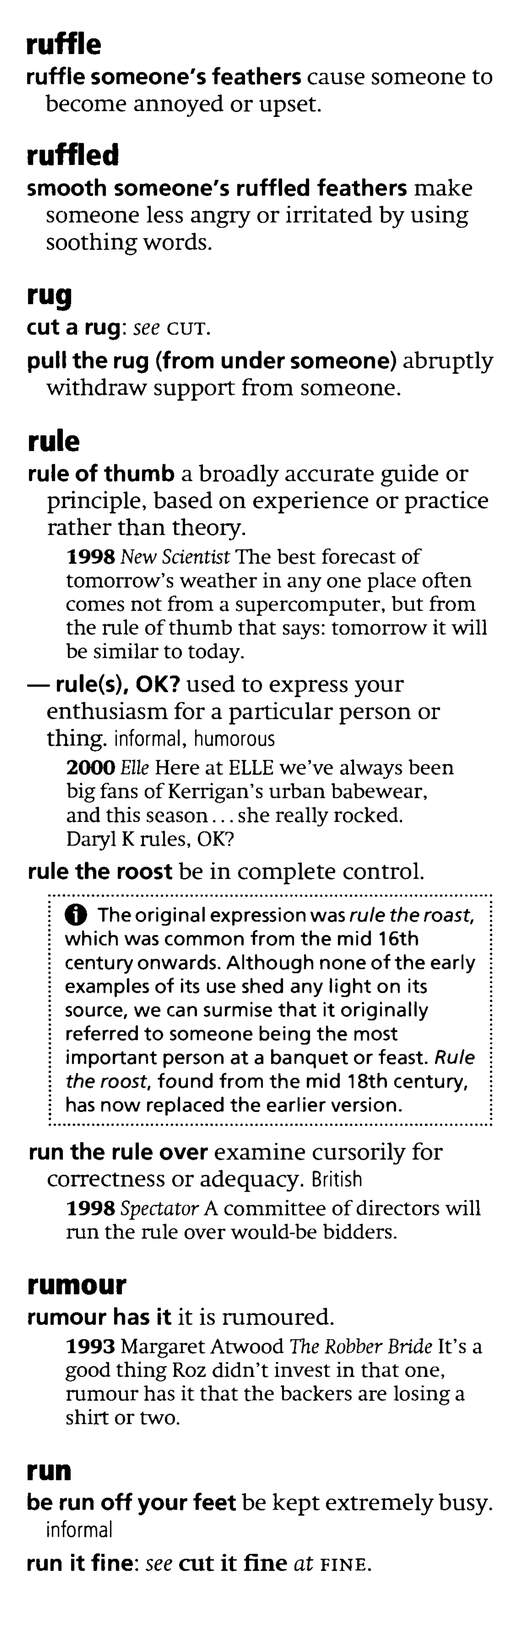 ruffle
ruffle someone's feathers cause someone to
become annoyed or upset.
ruffled
smooth someone's ruffled feathers make
someone less angry or irritated by using
soothing words.
rug
cut a rug: see CUT.
pull the rug (from under someone) abruptly
withdraw support from someone.
rule
rule of thumb a broadly accurate guide or
principle, based on experience or practice
rather than theory.
1998 New Scientist The best forecast of
tomorrow's weather in any one place often
comes not from a supercomputer, but from
the rule of thumb that says: tomorrow it will
be similar to today.
— rule(s), OK? used to express your
enthusiasm for a particular person or
thing. informal, humorous
2000 Elle Here at ELLE we've always been
big fans of Kerrigan's urban babewear,
and this season...she really rocked.
Daryl K rules, OK?
rule the roost be in complete control.
i The original expression was rule the roast,
which was common from the mid 16th
century onwards. Although none of the early
examples of its use shed any light on its
source, we can surmise that it originally
referred to someone being the most
important person at a banquet or feast. Rule
the roost, found from the mid 18th century,
has now replaced the earlier version.
run the rule over examine cursorily for
correctness or adequacy. British
1998 Spectator A committee of directors will
run the rule over would-be bidders.
rumour
rumour has it it is rumoured.
1993 Margaret Atwood The Robber Bride It's a
good thing Roz didn't invest in that one,
rumour has it that the backers are losing a
shirt or two.
run
be run off your feet be kept extremely busy.
informal
run it fine: see cut it fine at FINE.